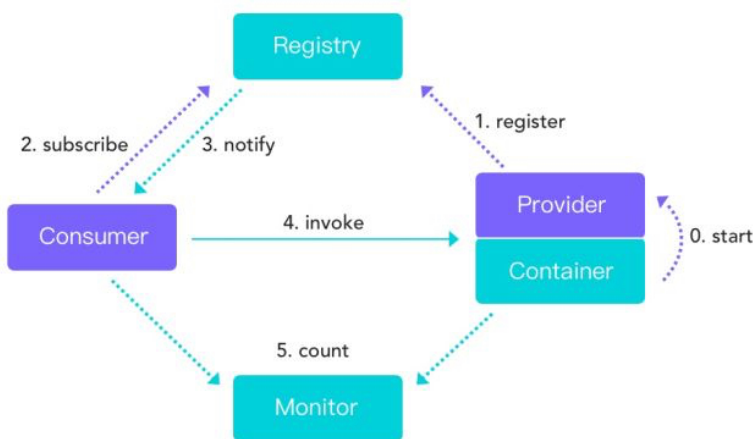 Registry
1. register
2. subscribe
3. notify
Provider
4. invoke
Consumer
0. start
Container
5. count
Monitor